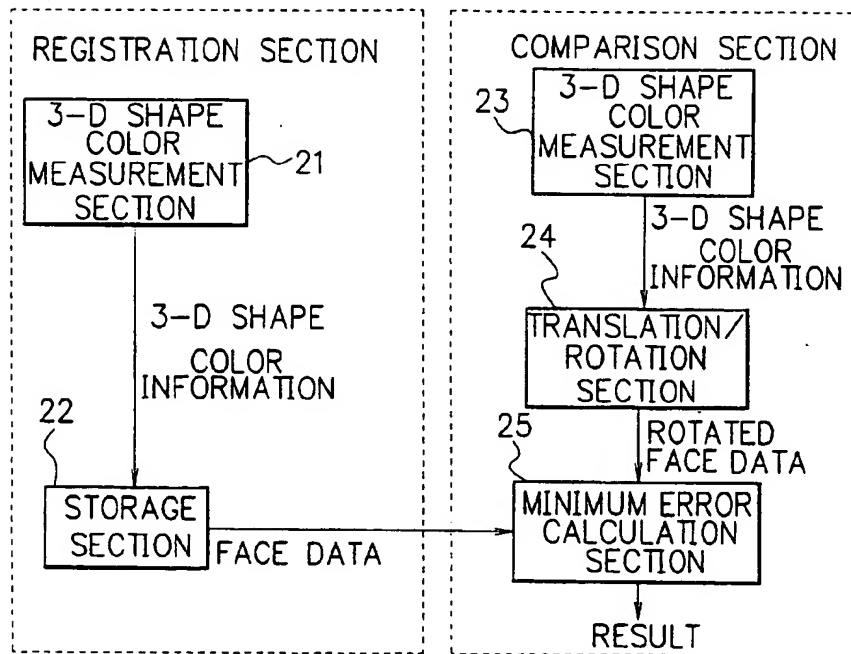 REGISTRATION SECTION
3-D SHAPE
COLOR
MEASUREMENT
SECTION
21
3-D SHAPE
COLOR
INFORMATION
22
STORAGE
SECTION
FACE DATA
COMPARISON SECTION
23
3-D SHAPE
COLOR
MEASUREMENT
SECTION
3-D SHAPE
COLOR
INFORMATION
24
TRANSLATION/
ROTATION
SECTION
ROTATED
FACE DATA
25
MINIMUM ERROR
CALCULATION
SECTION
RESULT